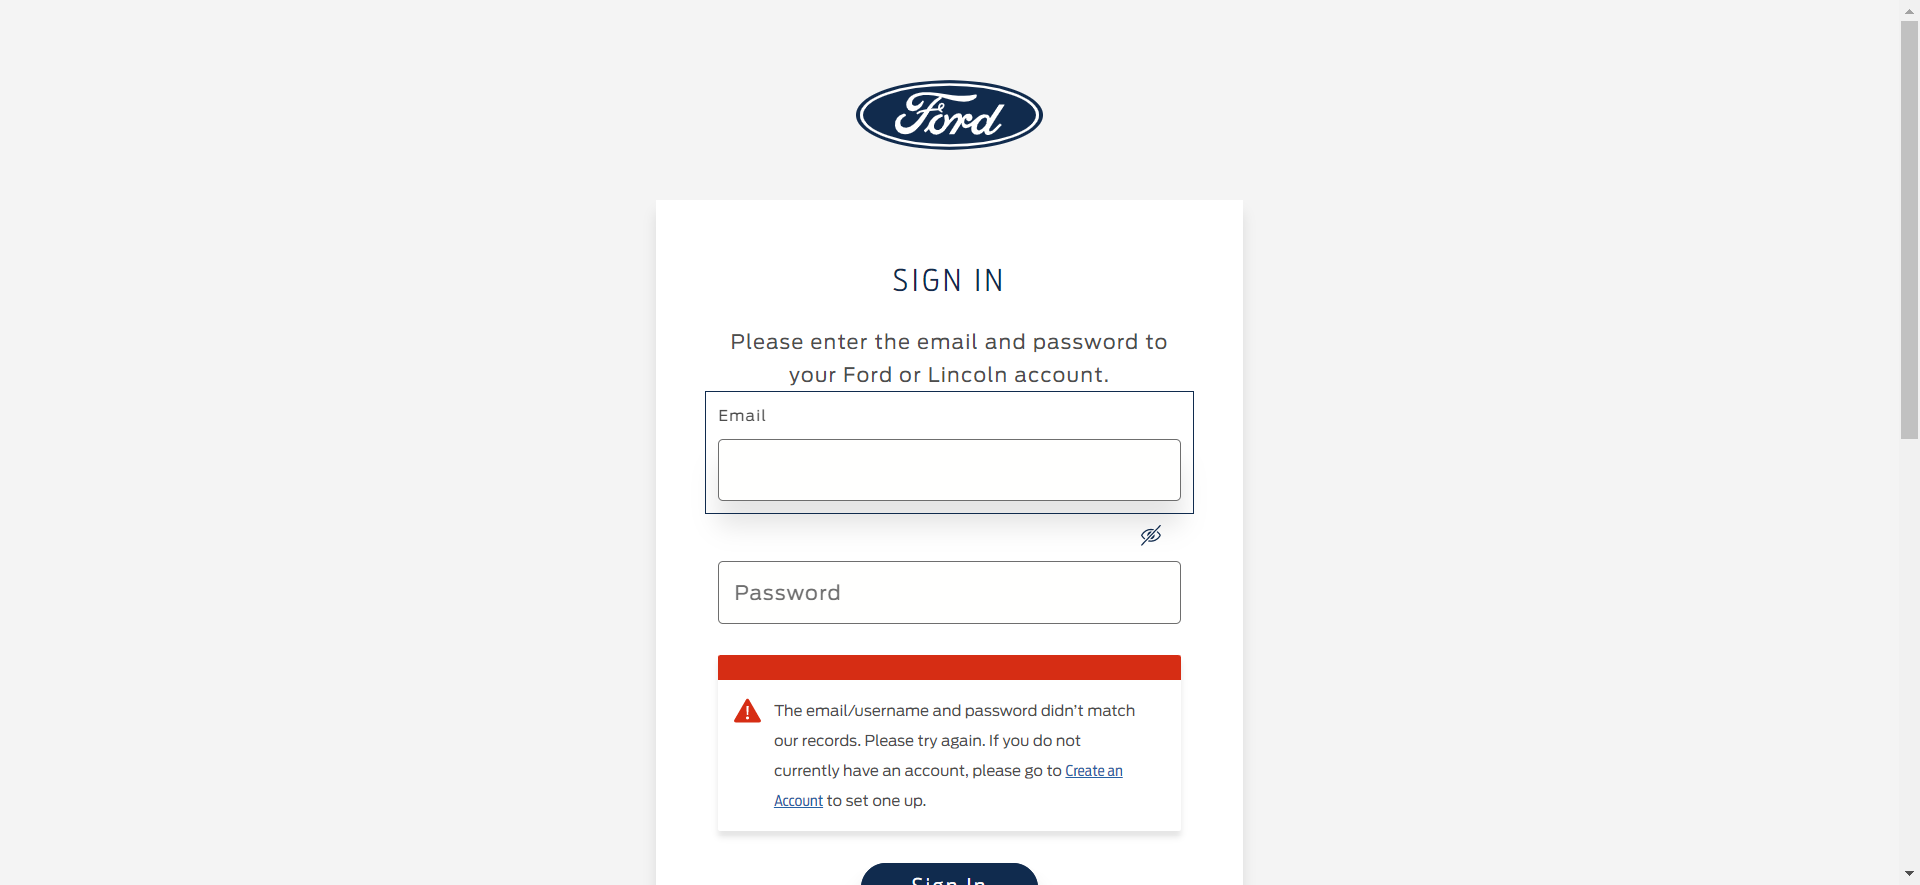 Ford
SIGN IN
Please enter the email and password to
your Ford or Lincoln account.
Email
Password
The email/username and password didn’t match
our records. Please try again. If you do not
currently have an account, please go to Create an
Account to set one up.
Sign In